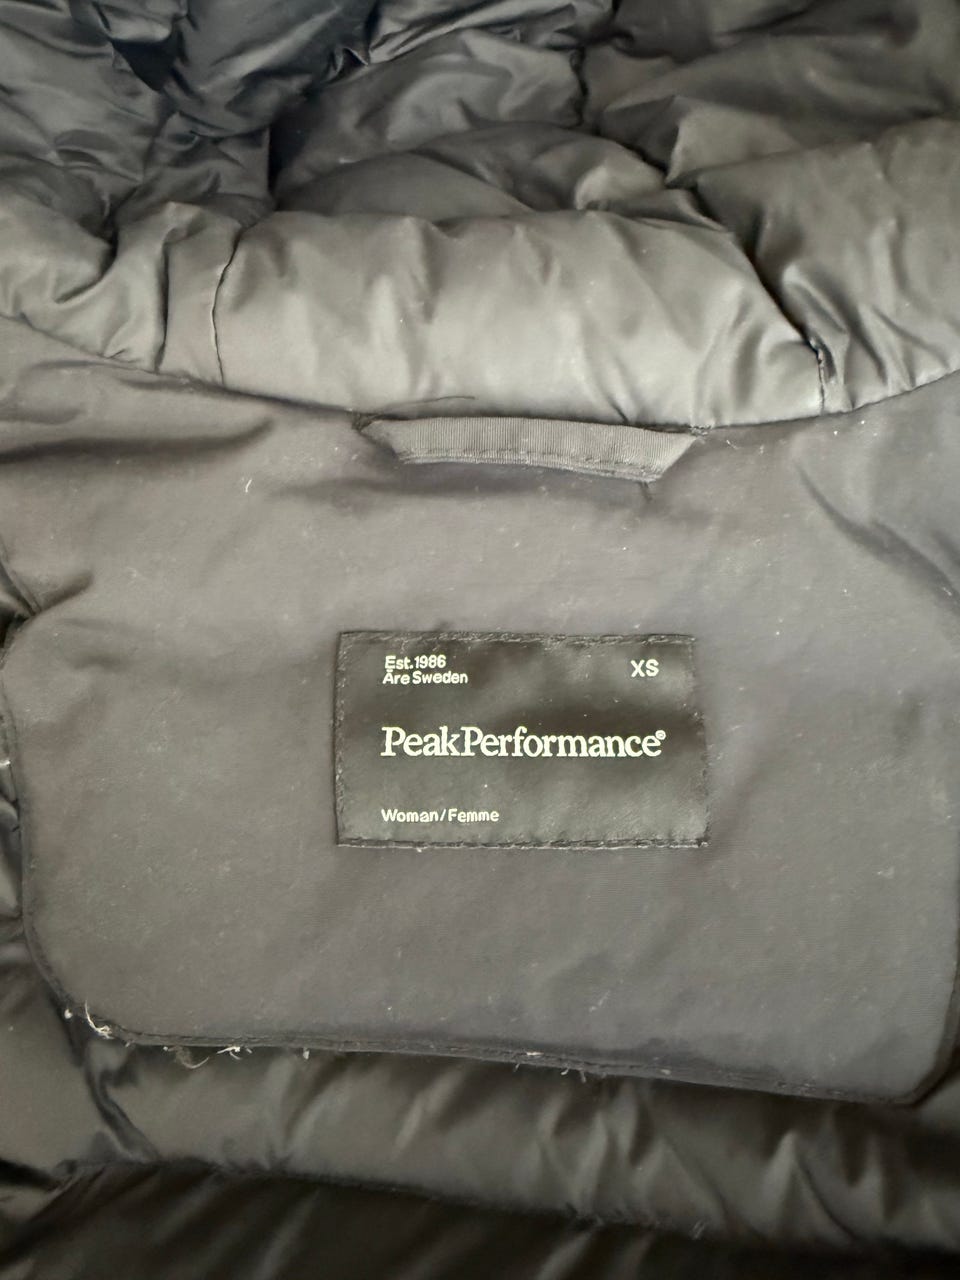 Est.1986
Åre Sweden
XS
PeakPerformance®
Woman/Femme